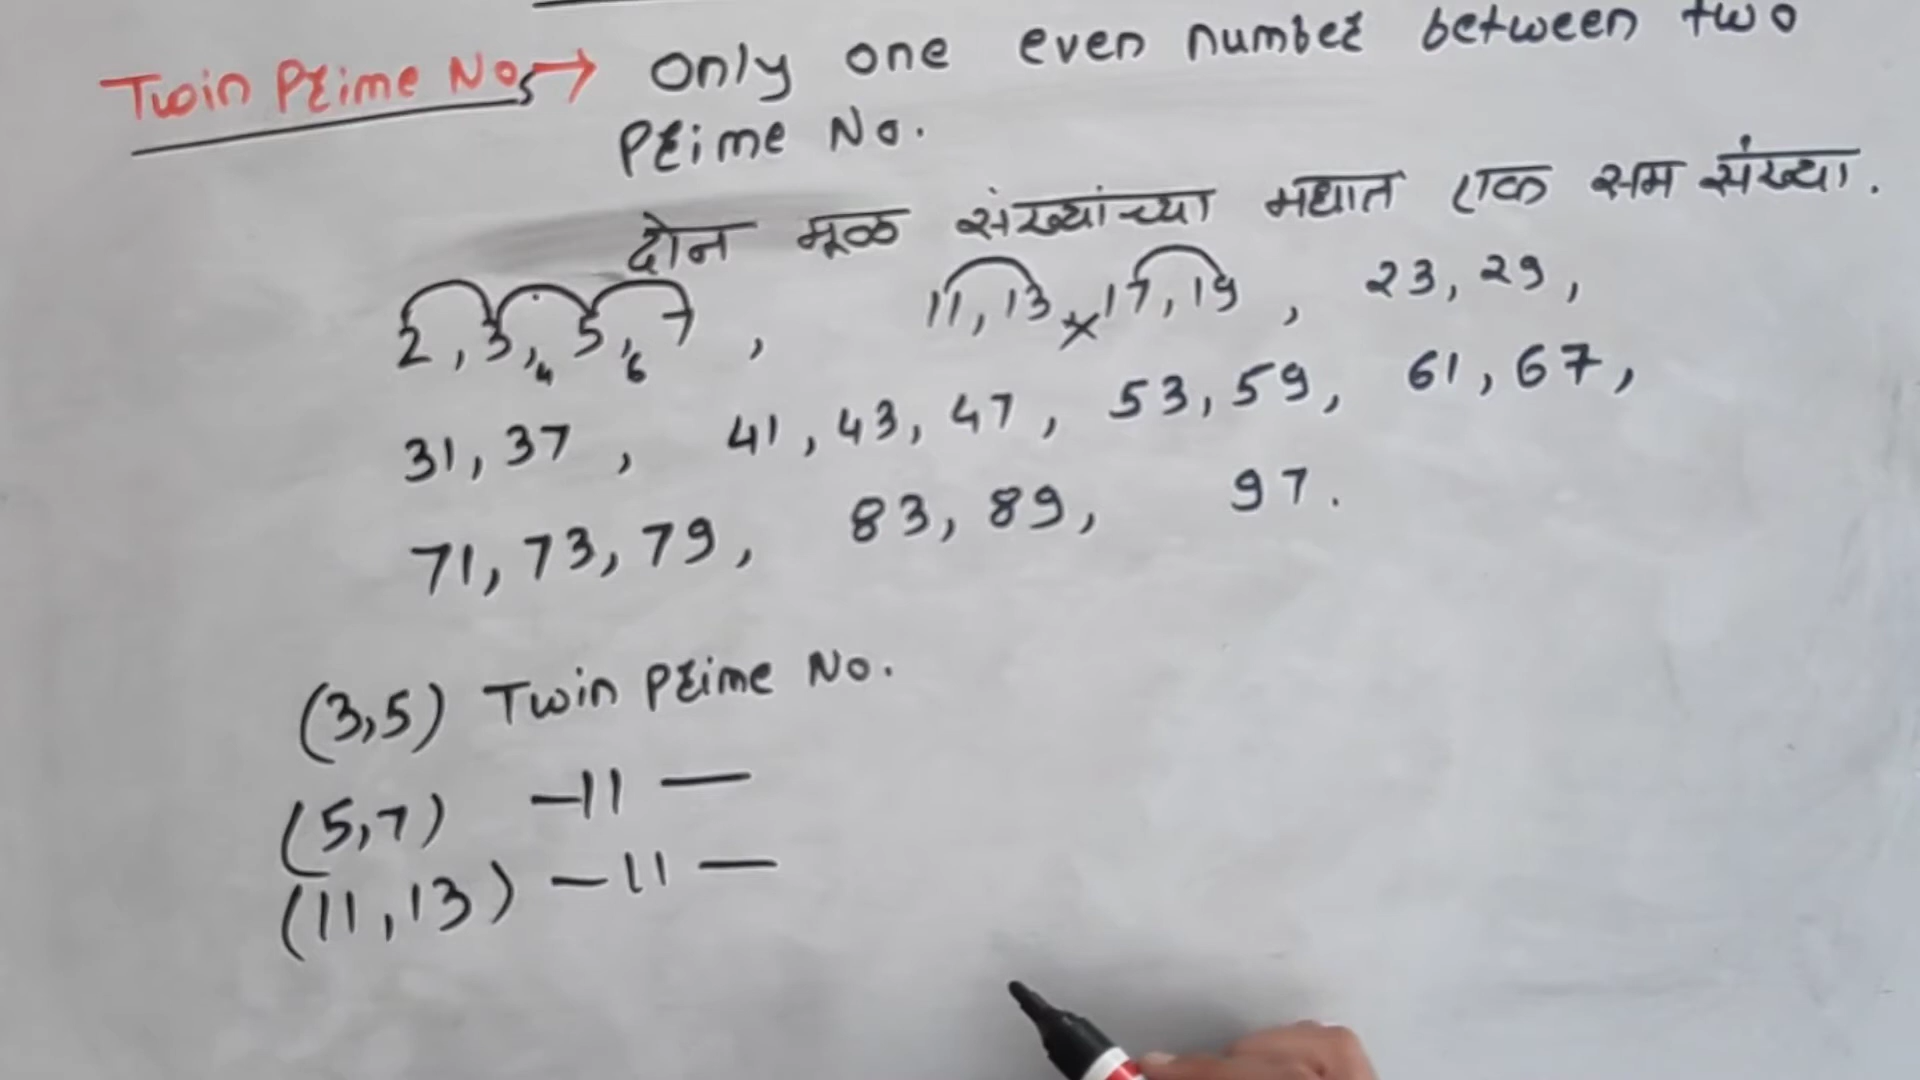 Twin Prime Nos → Only one even number between two
Prime No.
दोन मूळ संख्यांच्या मधात एक सम संख्या.
2, 3, 4 5, 6 7, 11, 13 × 17, 19, 23, 29,
31, 37, 41, 43, 47, 53, 59, 61, 67,
71, 73, 79, 83, 89, 97.
(3,5) Twin Prime No.
(5,7) —11—
(11,13) —11—